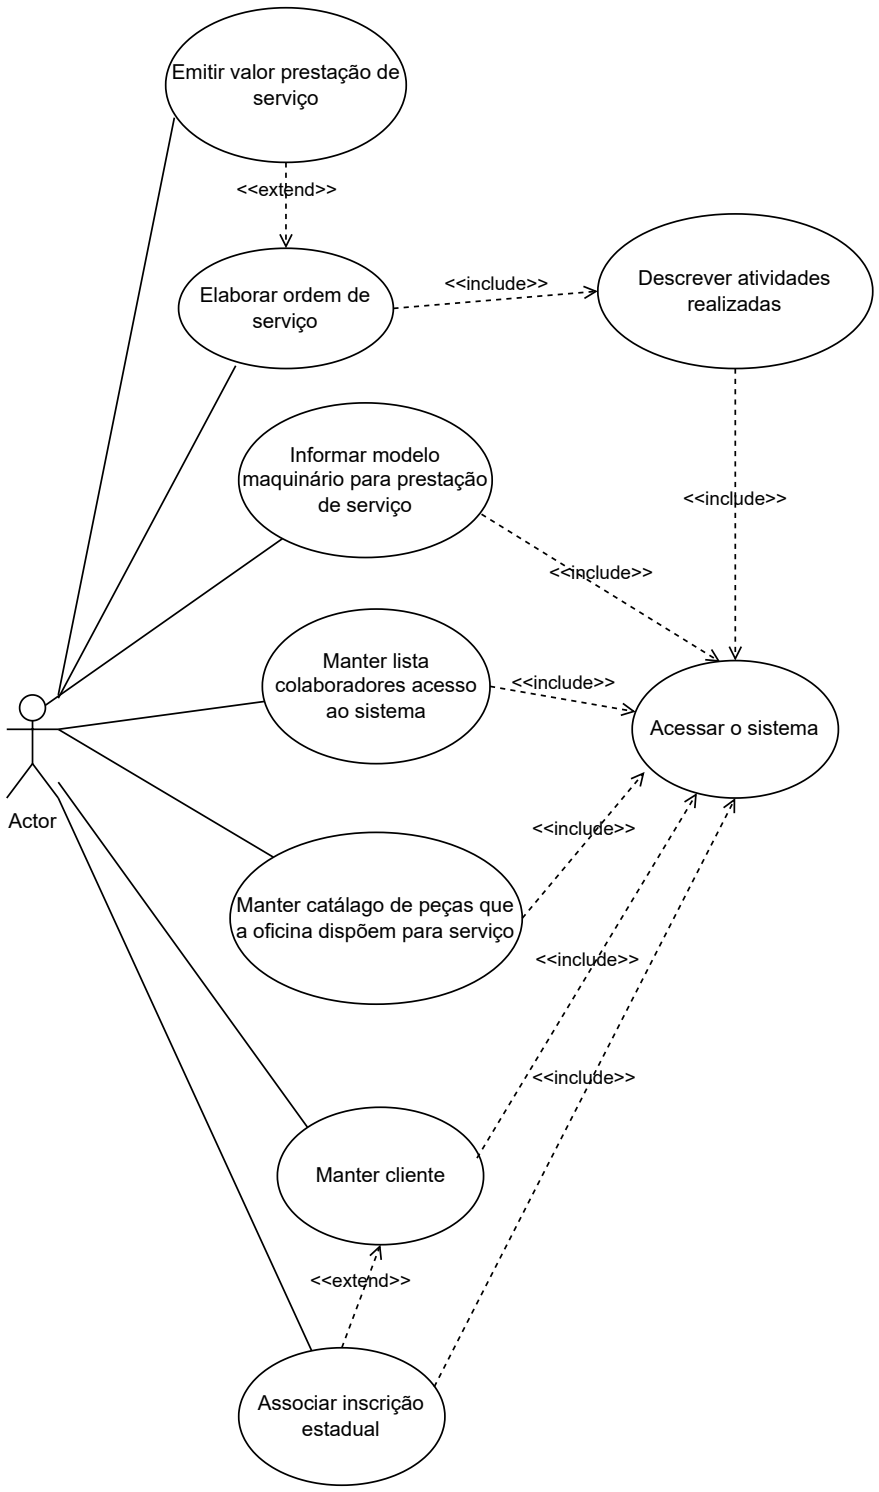 Emitir valor prestação de
serviço
<<extend>>
Elaborar ordem de
serviço
<<include>>
Descrever atividades
realizadas
Informar modelo
maquinário para prestação
de serviço
<<include>>
<<include>>
Manter lista
colaboradores acesso
ao sistema
<<include>>
Acessar o sistema
Actor
<<include>>
Manter catálago de peças que
a oficina dispõem para serviço
<<include>>
<<include>>
Manter cliente
<<extend>>
Associar inscrição
estadual